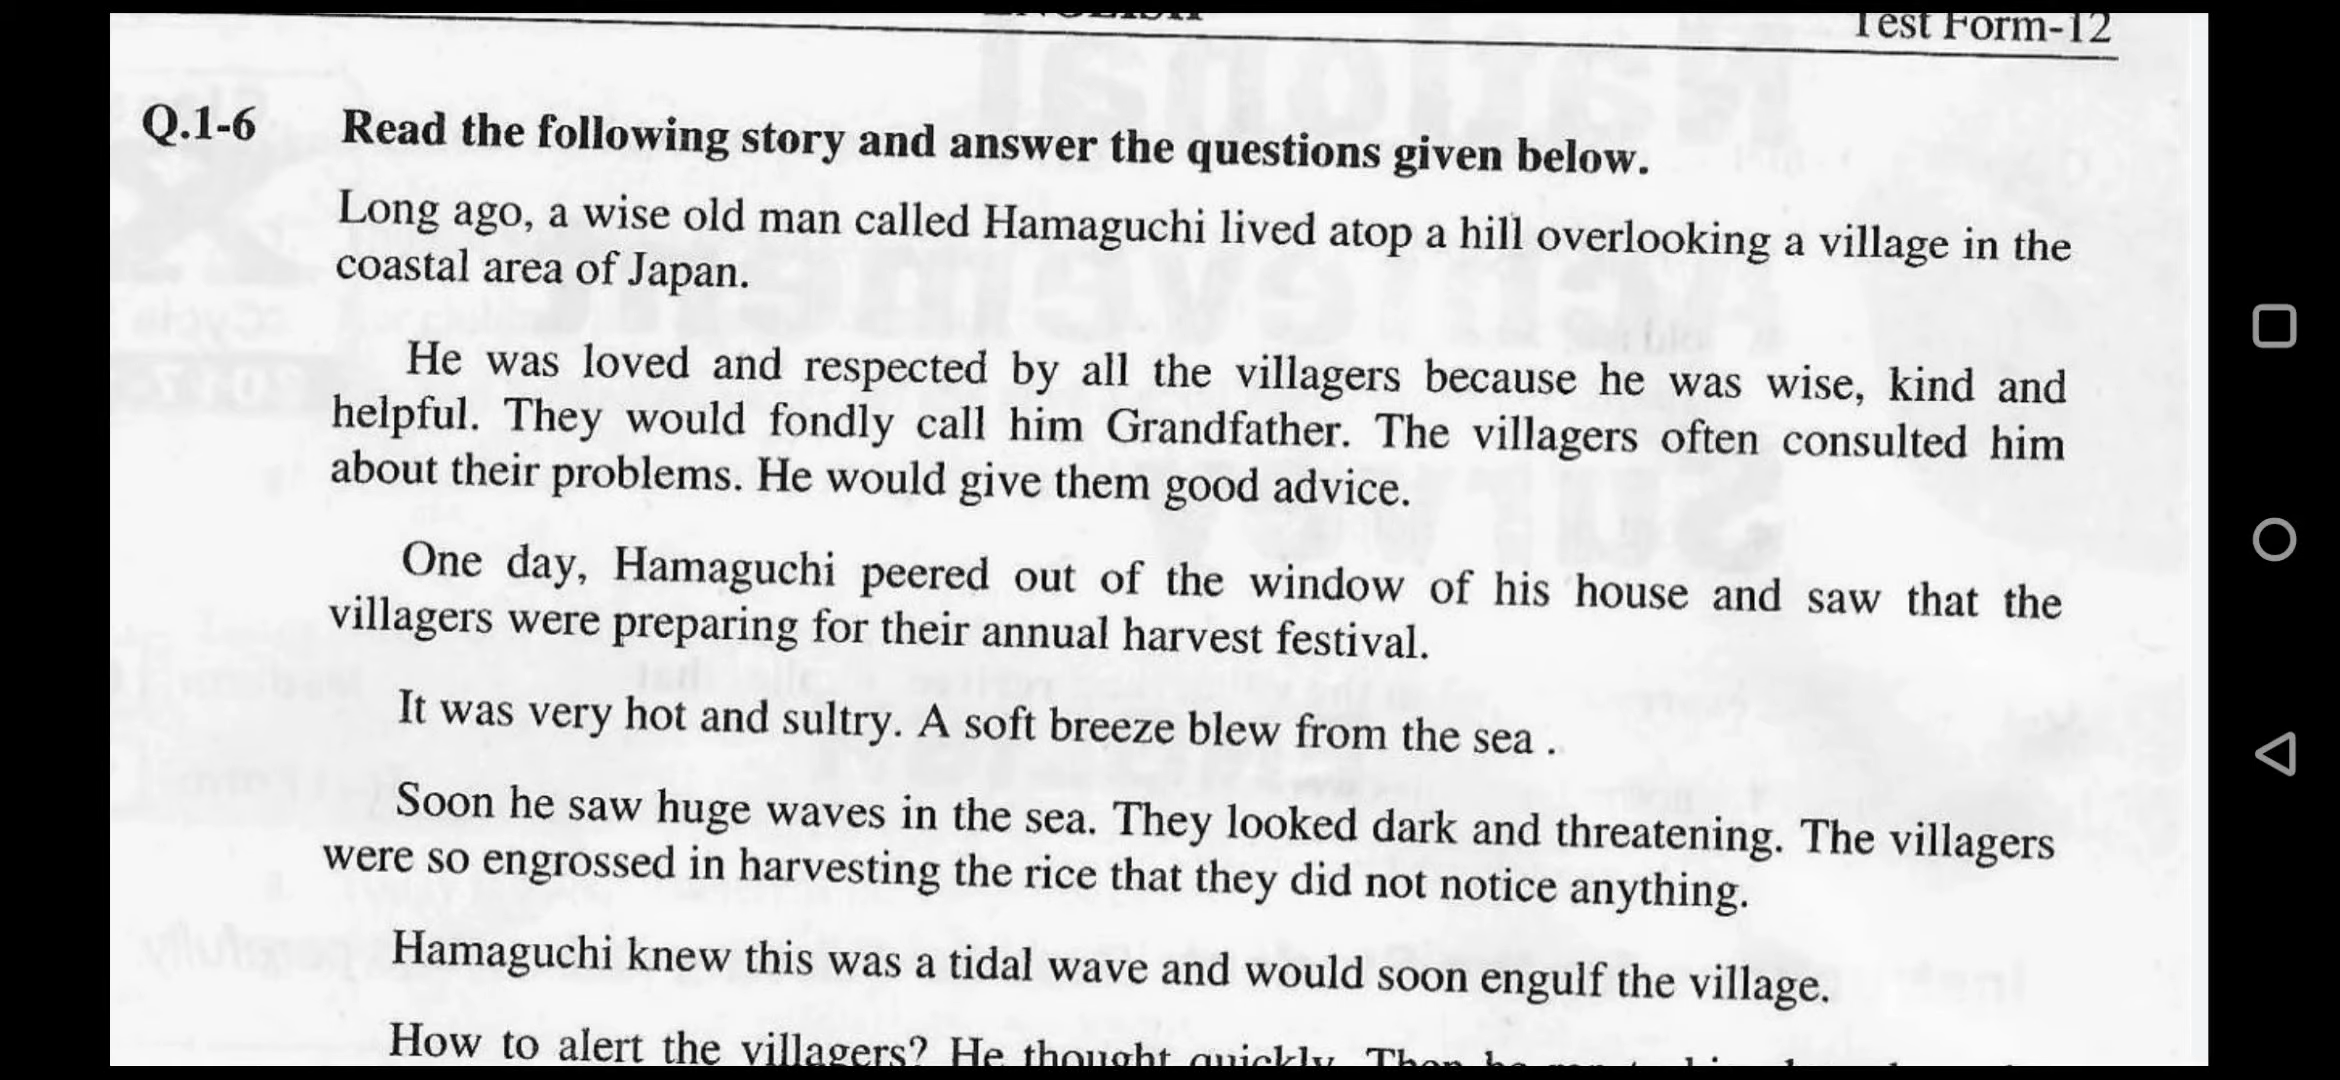 Test Form-12
Q.1-6 Read the following story and answer the questions given below.
Long ago, a wise old man called Hamaguchi lived atop a hill overlooking a village in the
coastal area of Japan.
He was loved and respected by all the villagers because he was wise, kind and
helpful. They would fondly call him Grandfather. The villagers often consulted him
about their problems. He would give them good advice.
One day, Hamaguchi peered out of the window of his house and saw that the
villagers were preparing for their annual harvest festival.
It was very hot and sultry. A soft breeze blew from the sea .
Soon he saw huge waves in the sea. They looked dark and threatening. The villagers
were so engrossed in harvesting the rice that they did not notice anything.
Hamaguchi knew this was a tidal wave and would soon engulf the village.
How to alert the villagers? He thought quickly. Then he